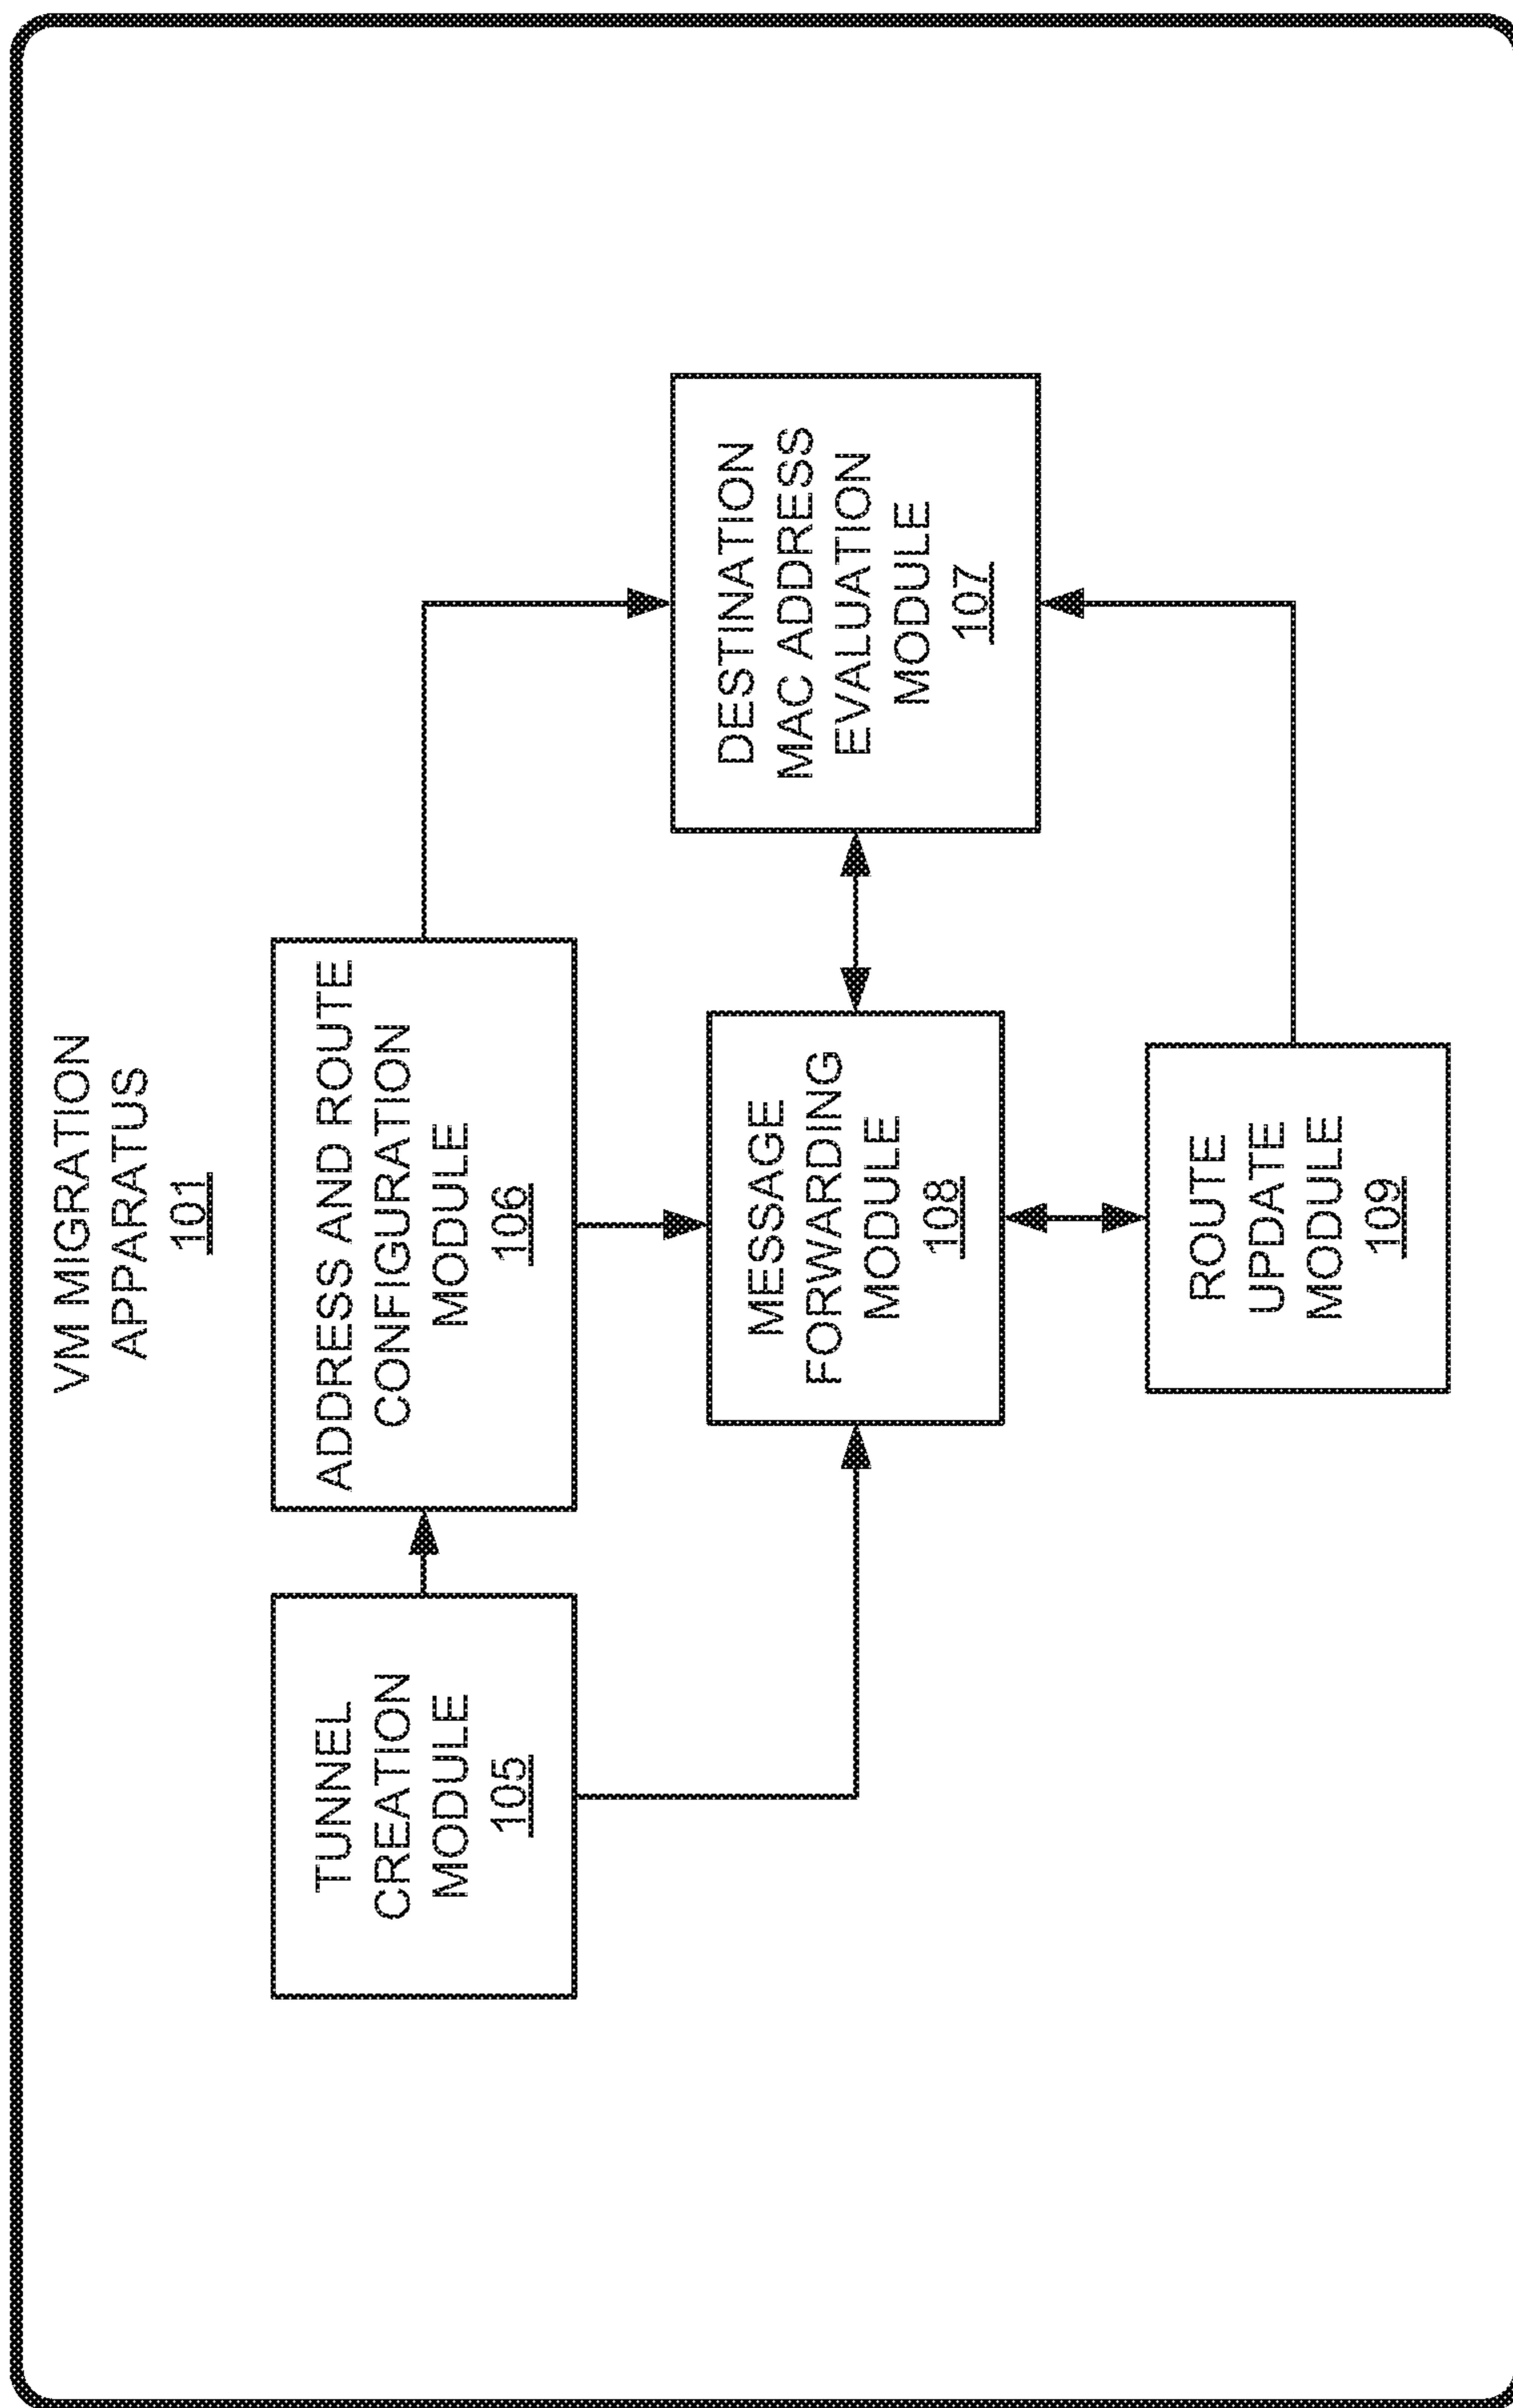 VM MIGRATION
APPARATUS
101
TUNNEL
CREATION
MODULE
105
ADDRESS AND ROUTE
CONFIGURATION
MODULE
106
MESSAGE
FORWARDING
MODULE
108
DESTINATION
MAC ADDRESS
EVALUATION
MODULE
107
ROUTE
UPDATE
MODULE
109